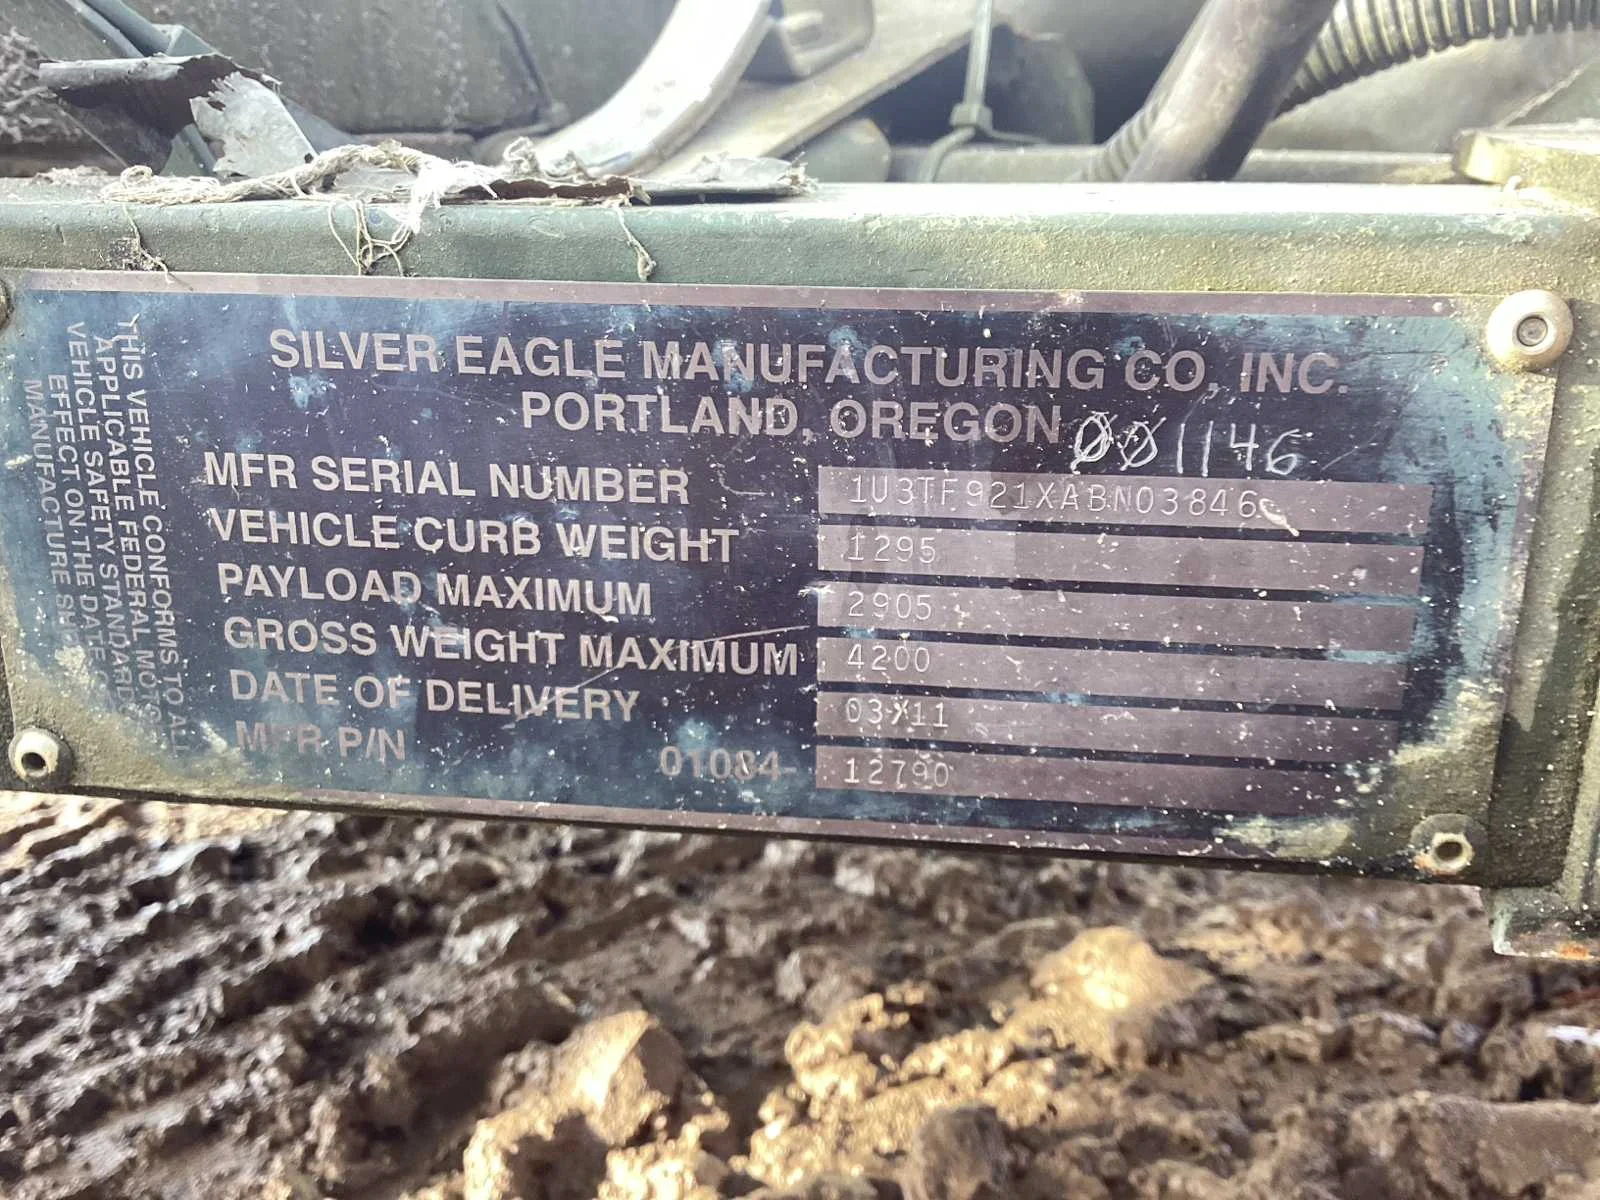 SILVER EAGLE MANUFACTURING CO, INC.
PORTLAND, OREGON
001146
MFR SERIAL NUMBER 1U3TF921XABN03846
VEHICLE CURB WEIGHT 1295
PAYLOAD MAXIMUM 2905
GROSS WEIGHT MAXIMUM 4200
DATE OF DELIVERY 03X11
MFR P/N 01084- 12790
THIS VEHICLE CONFORMS TO ALL
APPLICABLE FEDERAL MOTOR
VEHICLE SAFETY STANDARDS
EFFECT ON THE DATE OF
MANUFACTURE